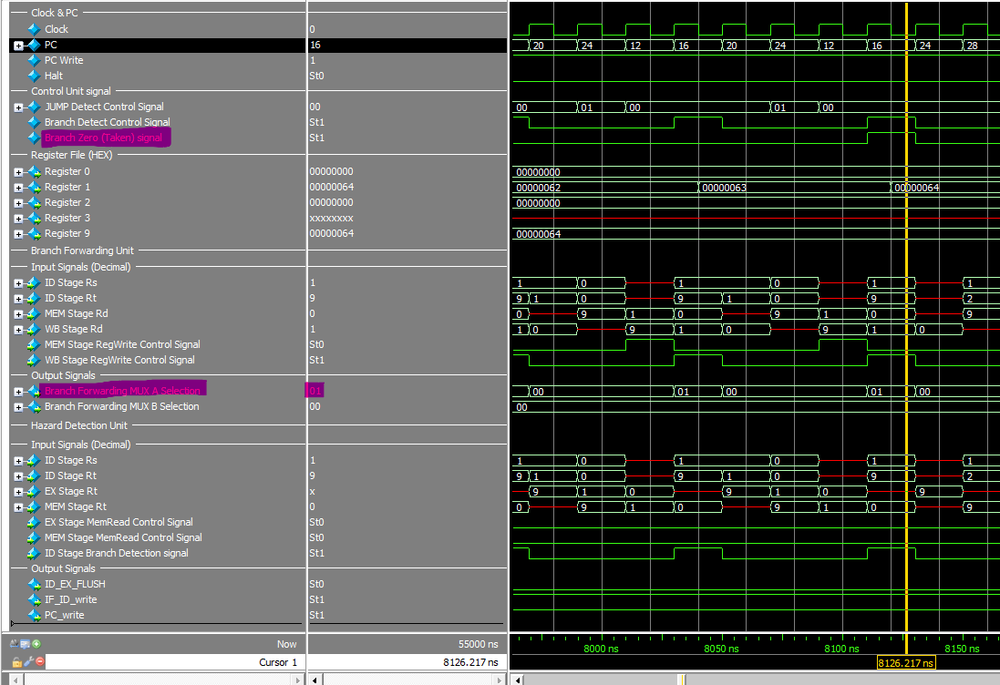 Clock & PC
Clock 0
PC 16 20 24 12 16 20 24 12 16 24 28
PC Write 1
Halt St0
Control Unit signal
JUMP Detect Control Signal 00 00 01 00 01 00
Branch Detect Control Signal St1
Branch Zero (Taken) signal St1
Register File (HEX)
Register 0 00000000 00000000
Register 1 00000064 00000062 00000063 00000064
Register 2 00000000 00000000
Register 3 xxxxxxxx
Register 9 00000064 00000064
Branch Forwarding Unit
Input Signals (Decimal)
ID Stage Rs 1 1 0 1 0 1 1
ID Stage Rt 9 9 1 0 9 1 0 9 2
MEM Stage Rd 0 0 9 1 0 9 1 0 9
WB Stage Rd 1 1 0 9 1 0 9 1 0
MEM Stage RegWrite Control Signal St0
WB Stage RegWrite Control Signal St1
Output Signals
Branch Forwarding MUX A Selection 01 00 01 00 01 00
Branch Forwarding MUX B Selection 00 00
Hazard Detection Unit
Input Signals (Decimal)
ID Stage Rs 1 1 0 1 0 1 1
ID Stage Rt 9 9 1 0 9 1 0 9 2
EX Stage Rt x 9 1 0 9 1 0 9
MEM Stage Rt 0 0 9 1 0 9 1 0 9
EX Stage MemRead Control Signal St0
MEM Stage MemRead Control Signal St0
ID Stage Branch Detection signal St1
Output Signals
ID_EX_FLUSH St0
IF_ID_write St1
PC_write St1
Now 55000 ns 8000 ns 8050 ns 8100 ns 8150 ns
Cursor 1 8126.217 ns 8126.217 ns